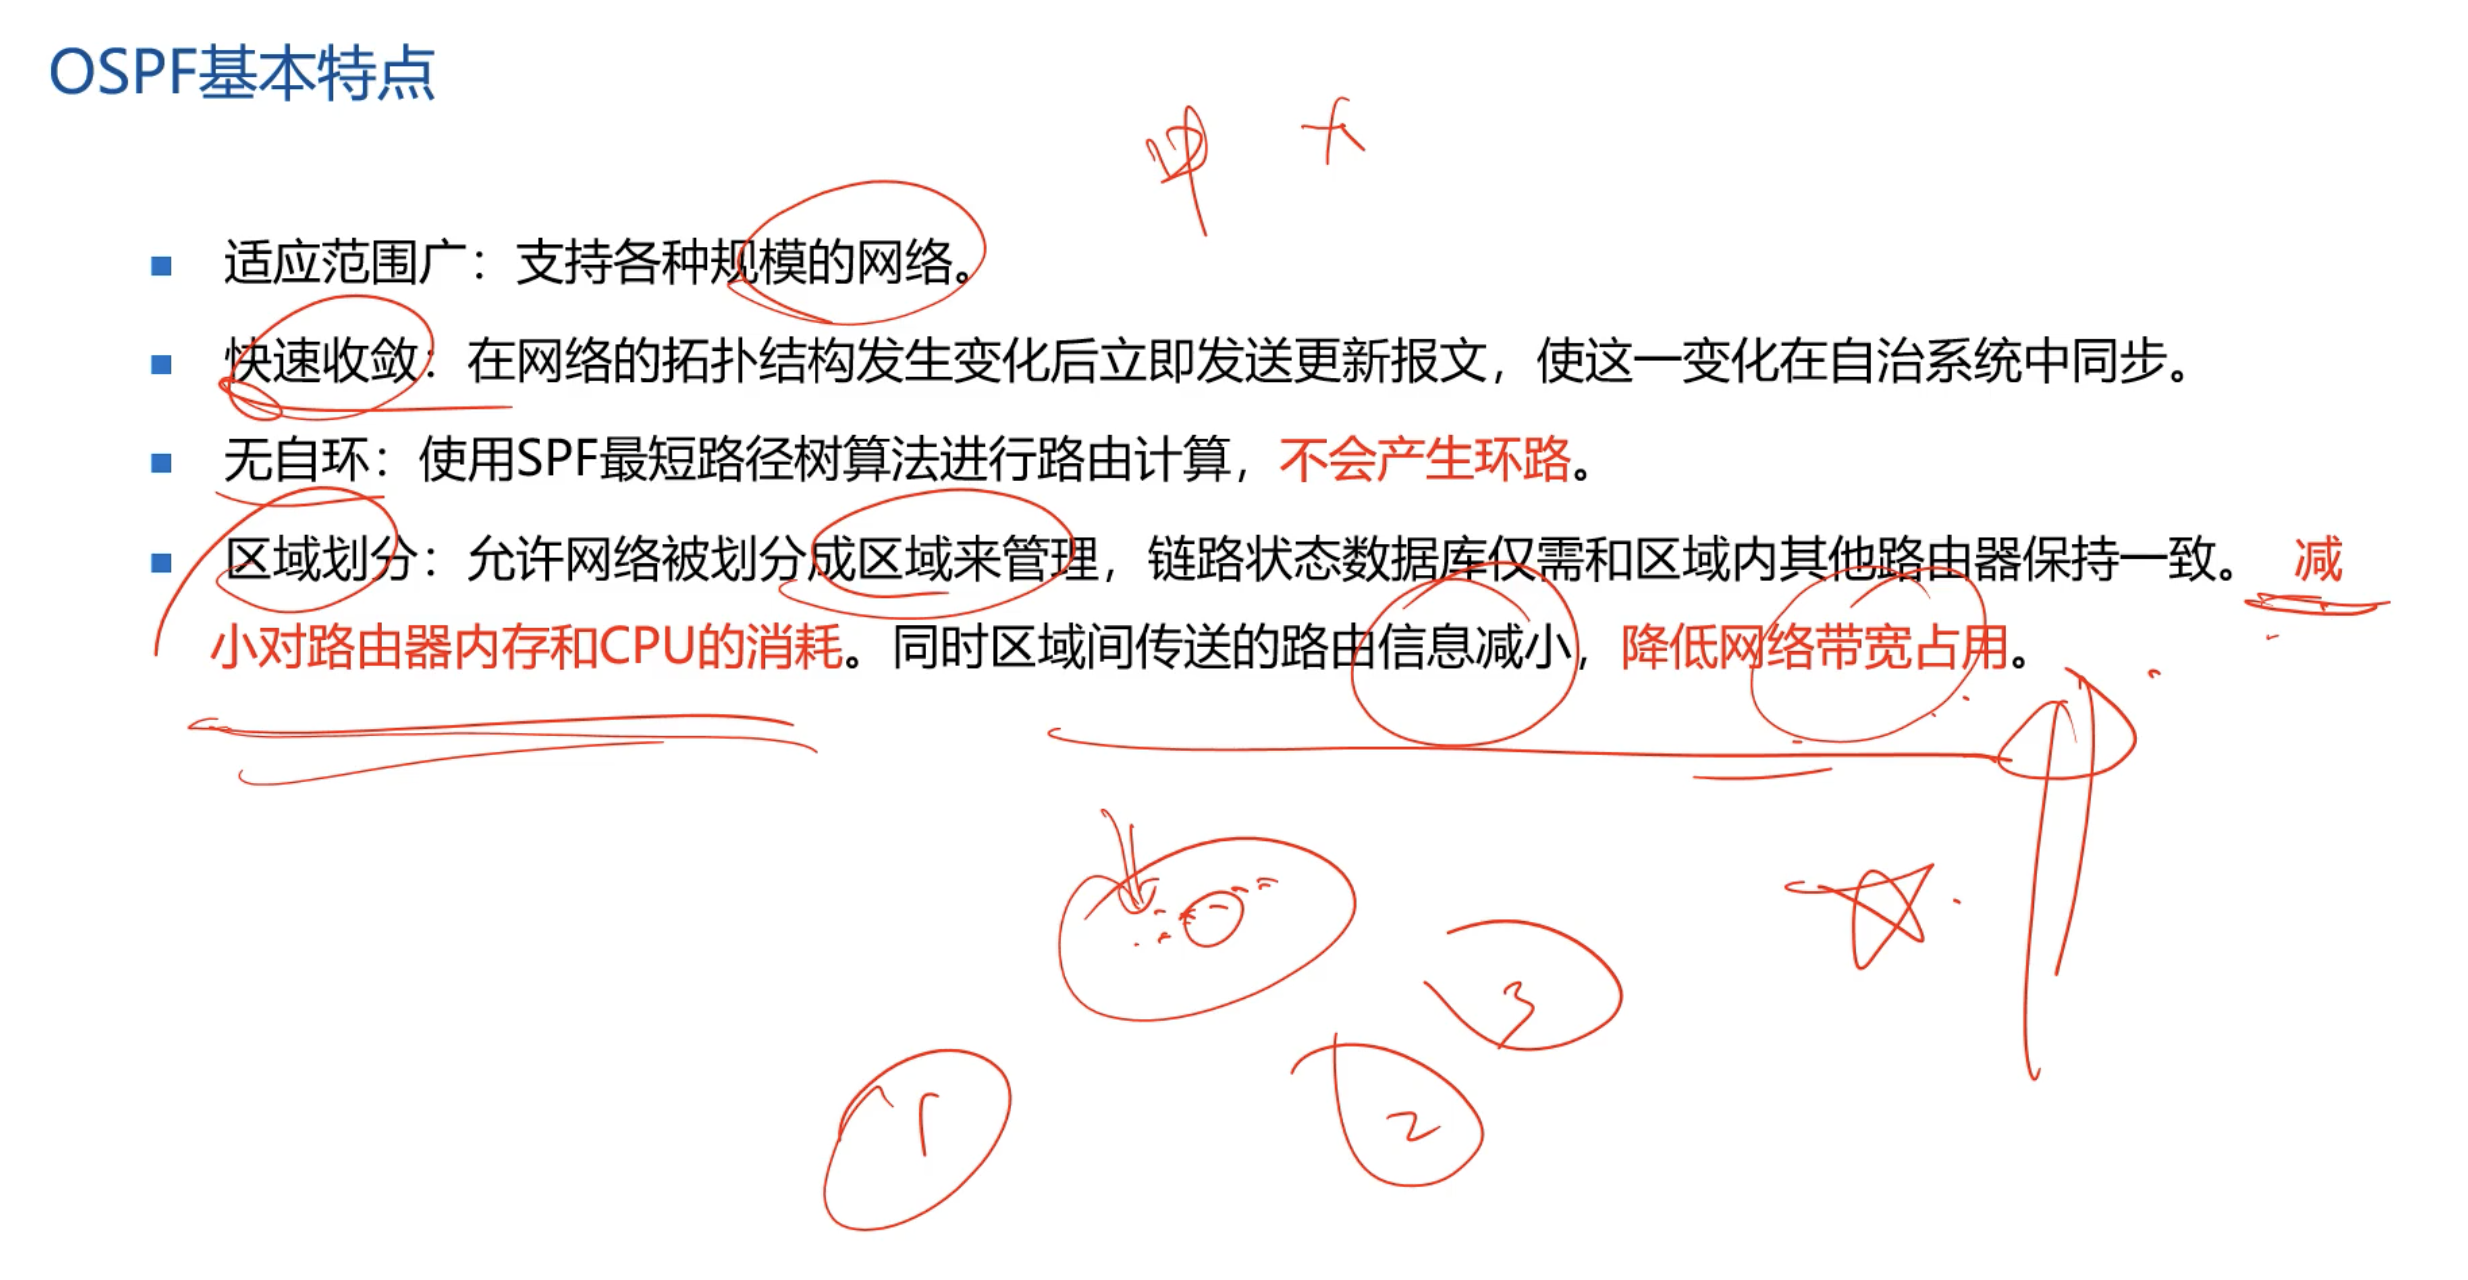 OSPF基本特点
中 大
适应范围广：支持各种规模的网络。
快速收敛：在网络的拓扑结构发生变化后立即发送更新报文，使这一变化在自治系统中同步。
无自环：使用SPF最短路径树算法进行路由计算，不会产生环路。
区域划分：允许网络被划分成区域来管理，链路状态数据库仅需和区域内其他路由器保持一致。 减
小对路由器内存和CPU的消耗。同时区域间传送的路由信息减小，降低网络带宽占用。
3
1
2